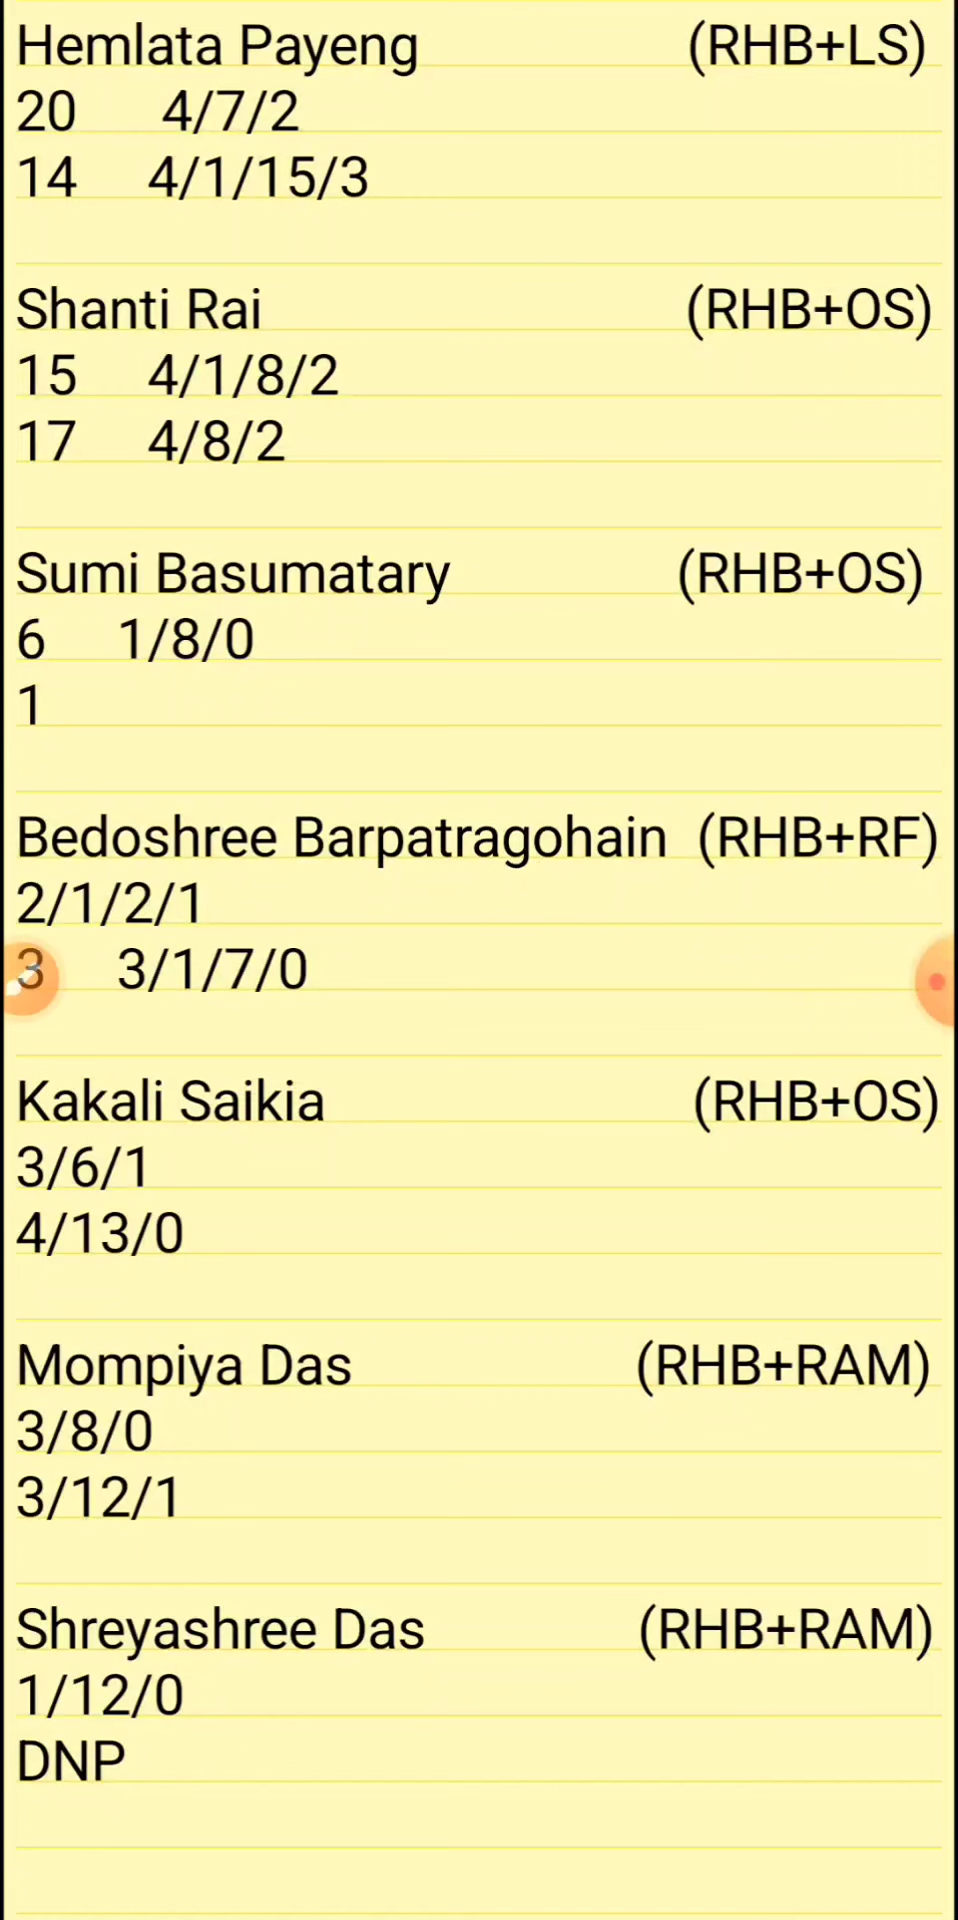 Hemlata Payeng (RHB+LS)
20 4/7/2
14 4/1/15/3
Shanti Rai (RHB+OS)
15 4/1/8/2
17 4/8/2
Sumi Basumatary (RHB+OS)
6 1/8/0
1
Bedoshree Barpatragohain (RHB+RF)
2/1/2/1
3 3/1/7/0
Kakali Saikia (RHB+OS)
3/6/1
4/13/0
Mompiya Das (RHB+RAM)
3/8/0
3/12/1
Shreyashree Das (RHB+RAM)
1/12/0
DNP